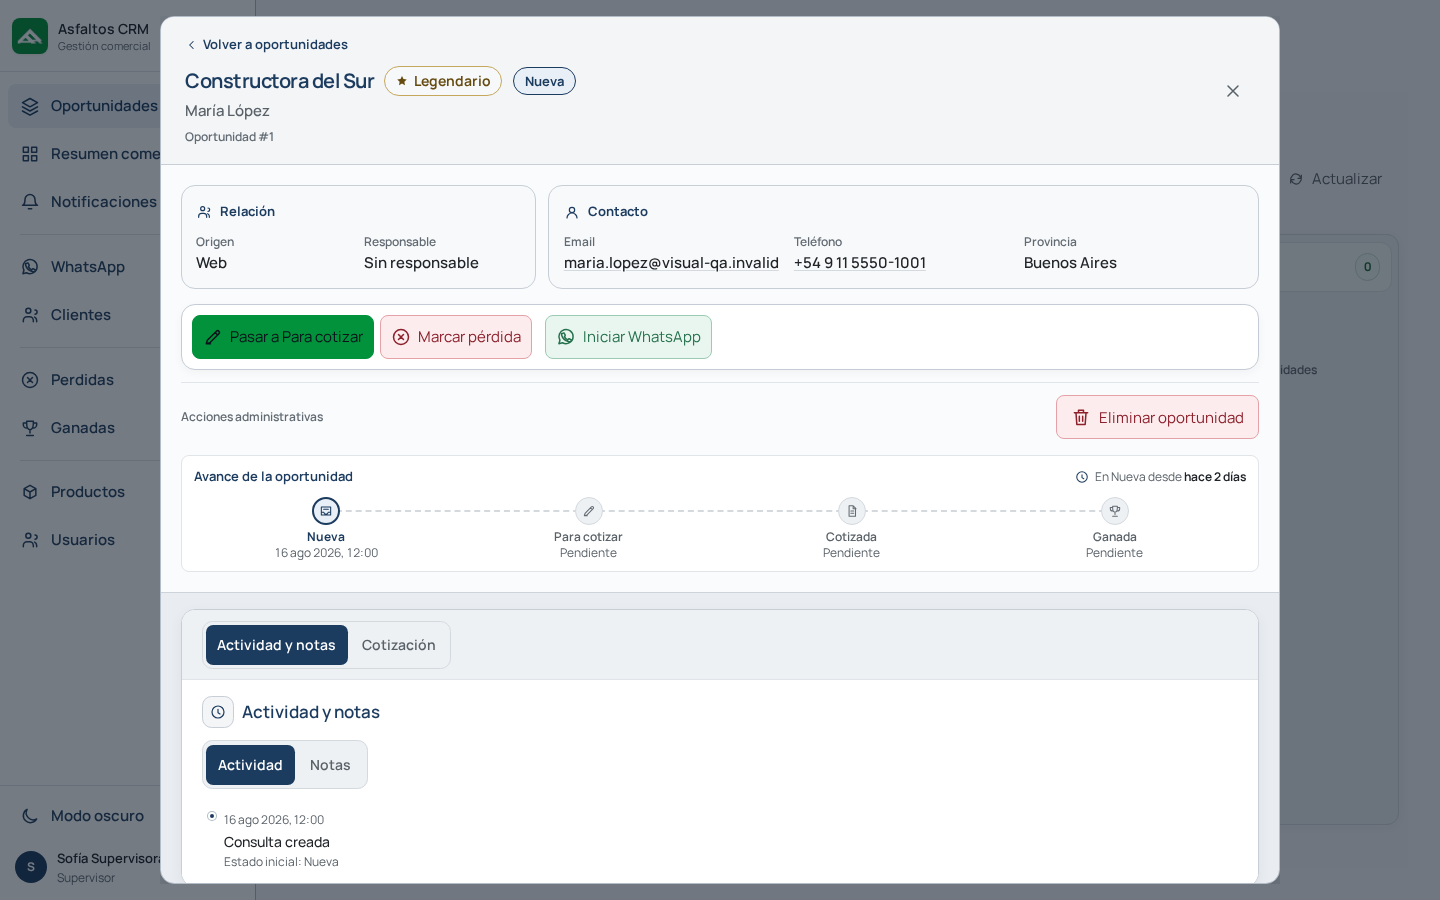 Asfaltos CRM
Gestión comercial
Oportunidades
Resumen come
Notificaciones
WhatsApp
Clientes
Perdidas
Ganadas
Productos
Usuarios
Modo oscuro
S
Sofía Supervisora
Supervisor
Volver a oportunidades
Constructora del Sur
Legendario
Nueva
María López
Oportunidad #1
Relación
Origen
Responsable
Web
Sin responsable
Contacto
Email
Teléfono
Provincia
maria.lopez@visual-qa.invalid
+54 9 11 5550-1001
Buenos Aires
Pasar a Para cotizar
Marcar pérdida
Iniciar WhatsApp
Acciones administrativas
Eliminar oportunidad
Avance de la oportunidad
En Nueva desde hace 2 días
Nueva
16 ago 2026, 12:00
Para cotizar
Pendiente
Cotizada
Pendiente
Ganada
Pendiente
Actividad y notas
Cotización
Actividad y notas
Actividad
Notas
16 ago 2026, 12:00
Consulta creada
Estado inicial: Nueva
Actualizar
0
idades